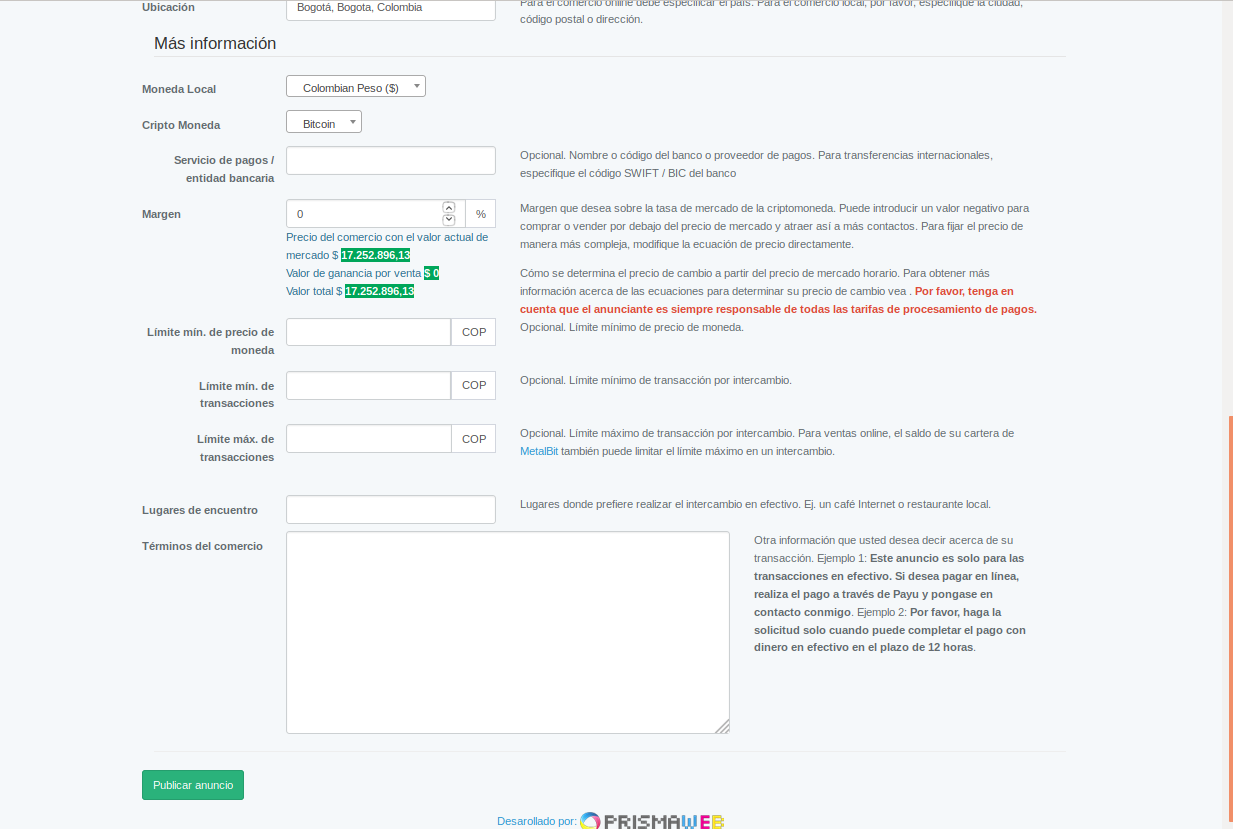 Ubicación
Bogotá, Bogota, Colombia
Para el comercio online debe especificar el país. Para el comercio local, por favor, especifique la ciudad,
código postal o dirección.
Más información
Moneda Local
Colombian Peso ($)
Cripto Moneda
Bitcoin
Servicio de pagos /
entidad bancaria
Opcional. Nombre o código del banco o proveedor de pagos. Para transferencias internacionales,
especifique el código SWIFT / BIC del banco
Margen
0
%
Precio del comercio con el valor actual de
mercado $ 17.252.896,13
Valor de ganancia por venta $ 0
Valor total $ 17.252.896,13
Margen que desea sobre la tasa de mercado de la criptomoneda. Puede introducir un valor negativo para
comprar o vender por debajo del precio de mercado y atraer así a más contactos. Para fijar el precio de
manera más compleja, modifique la ecuación de precio directamente.
Cómo se determina el precio de cambio a partir del precio de mercado horario. Para obtener más
información acerca de las ecuaciones para determinar su precio de cambio vea . Por favor, tenga en
cuenta que el anunciante es siempre responsable de todas las tarifas de procesamiento de pagos.
Límite mín. de precio de
moneda
COP
Opcional. Límite mínimo de precio de moneda.
Límite mín. de
transacciones
COP
Opcional. Límite mínimo de transacción por intercambio.
Límite máx. de
transacciones
COP
Opcional. Límite máximo de transacción por intercambio. Para ventas online, el saldo de su cartera de
MetalBit también puede limitar el límite máximo en un intercambio.
Lugares de encuentro
Lugares donde prefiere realizar el intercambio en efectivo. Ej. un café Internet o restaurante local.
Términos del comercio
Otra información que usted desea decir acerca de su
transacción. Ejemplo 1: Este anuncio es solo para las
transacciones en efectivo. Si desea pagar en línea,
realiza el pago a través de Payu y pongase en
contacto conmigo. Ejemplo 2: Por favor, haga la
solicitud solo cuando puede completar el pago con
dinero en efectivo en el plazo de 12 horas.
Publicar anuncio
Desarollado por: PRISMAWEB